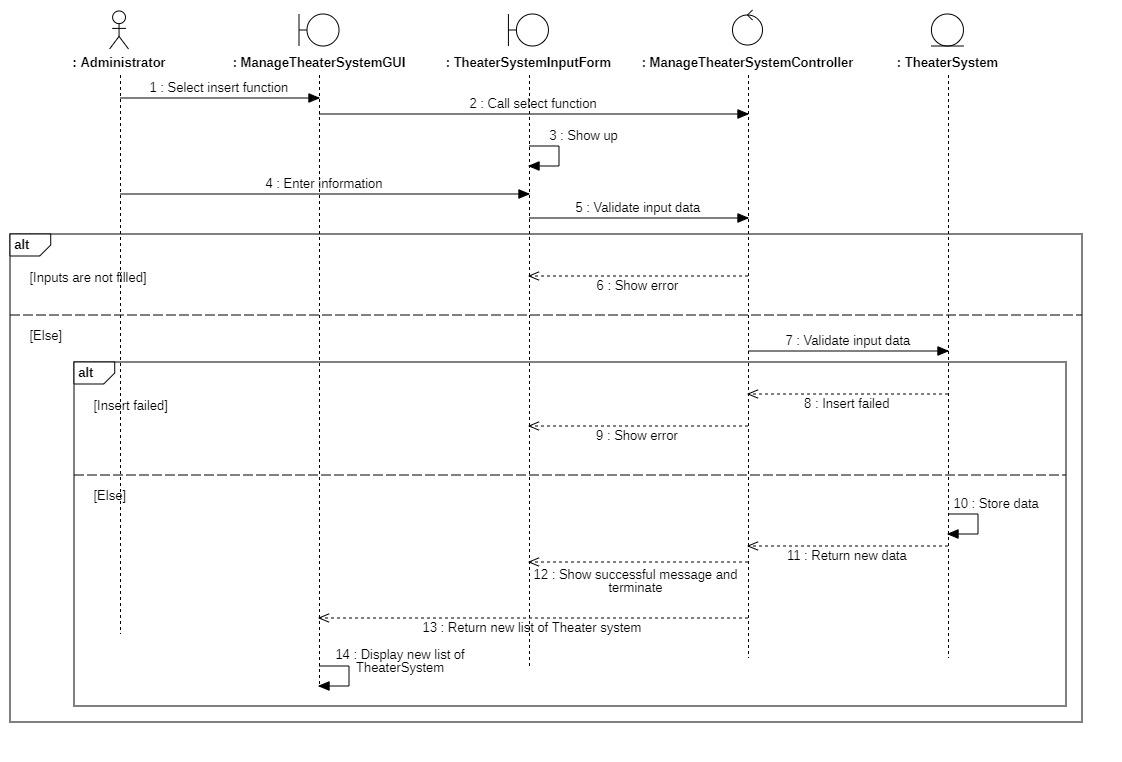 : Administrator
: ManageTheaterSystemGUI
: TheaterSystemInputForm
: ManageTheaterSystemController
: TheaterSystem
1 : Select insert function
2 : Call select function
3 : Show up
4 : Enter information
5 : Validate input data
alt
[Inputs are not filled]
6 : Show error
[Else]
7 : Validate input data
alt
[Insert failed]
8 : Insert failed
9 : Show error
[Else]
10 : Store data
11 : Return new data
12 : Show successful message and
terminate
13 : Return new list of Theater system
14 : Display new list of
TheaterSystem